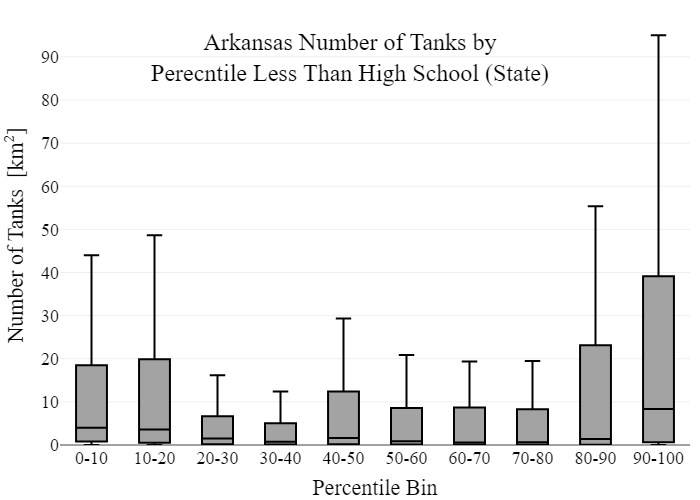 Arkansas Number of Tanks by
Perecntile Less Than High School (State)
Number of Tanks [km²]
90
80
70
60
50
40
30
20
10
0
0-10 10-20 20-30 30-40 40-50 50-60 60-70 70-80 80-90 90-100
Percentile Bin